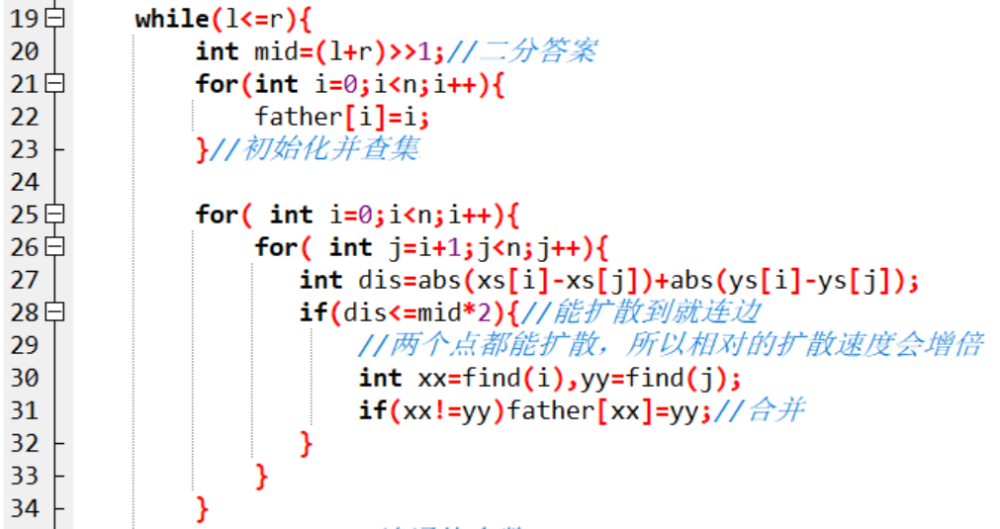 19 while(l<=r){
20 int mid=(l+r)>>1;//二分答案
21 for(int i=0;i<n;i++){
22 father[i]=i;
23 }//初始化并查集
24
25 for( int i=0;i<n;i++){
26 for( int j=i+1;j<n;j++){
27 int dis=abs(xs[i]-xs[j])+abs(ys[i]-ys[j]);
28 if(dis<=mid*2){//能扩散到就连边
29 //两个点都能扩散，所以相对的扩散速度会增倍
30 int xx=find(i),yy=find(j);
31 if(xx!=yy)father[xx]=yy;//合并
32 }
33 }
34 }